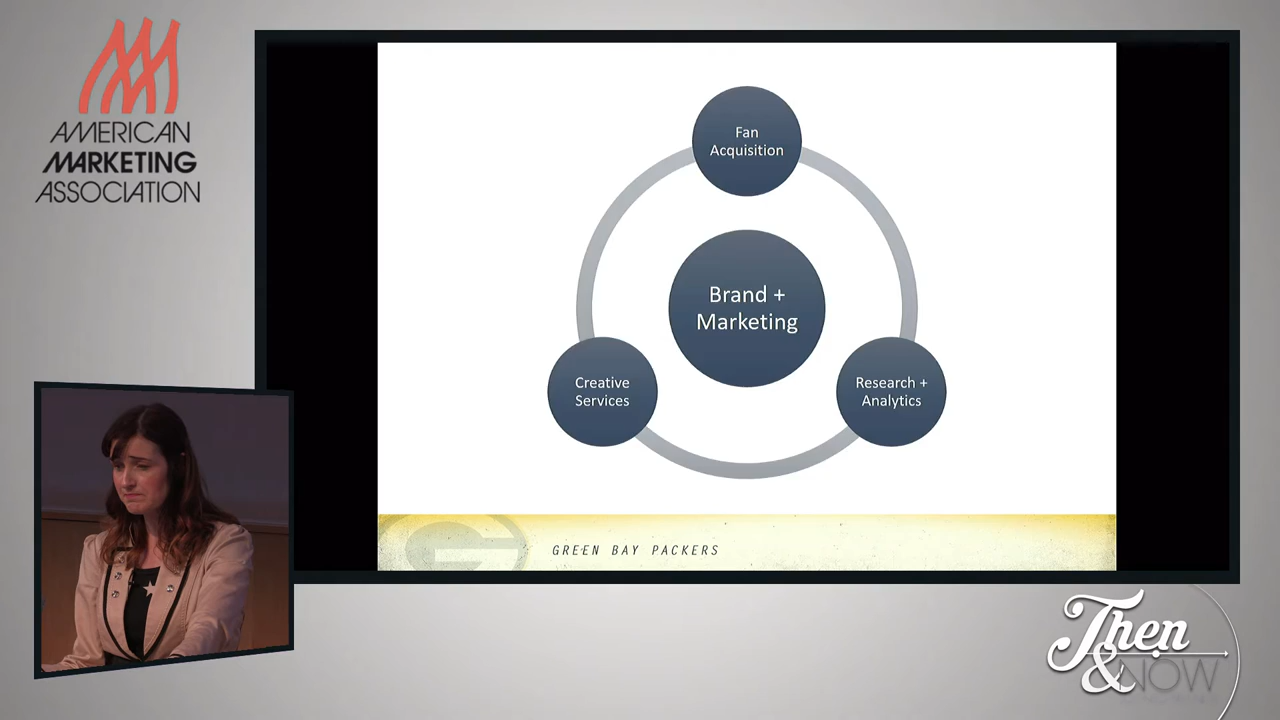 AMERICAN
MARKETING
ASSOCIATION
Fan
Acquisition
Brand +
Marketing
Creative
Services
Research +
Analytics
GREEN BAY PACKERS
Then
& NOW